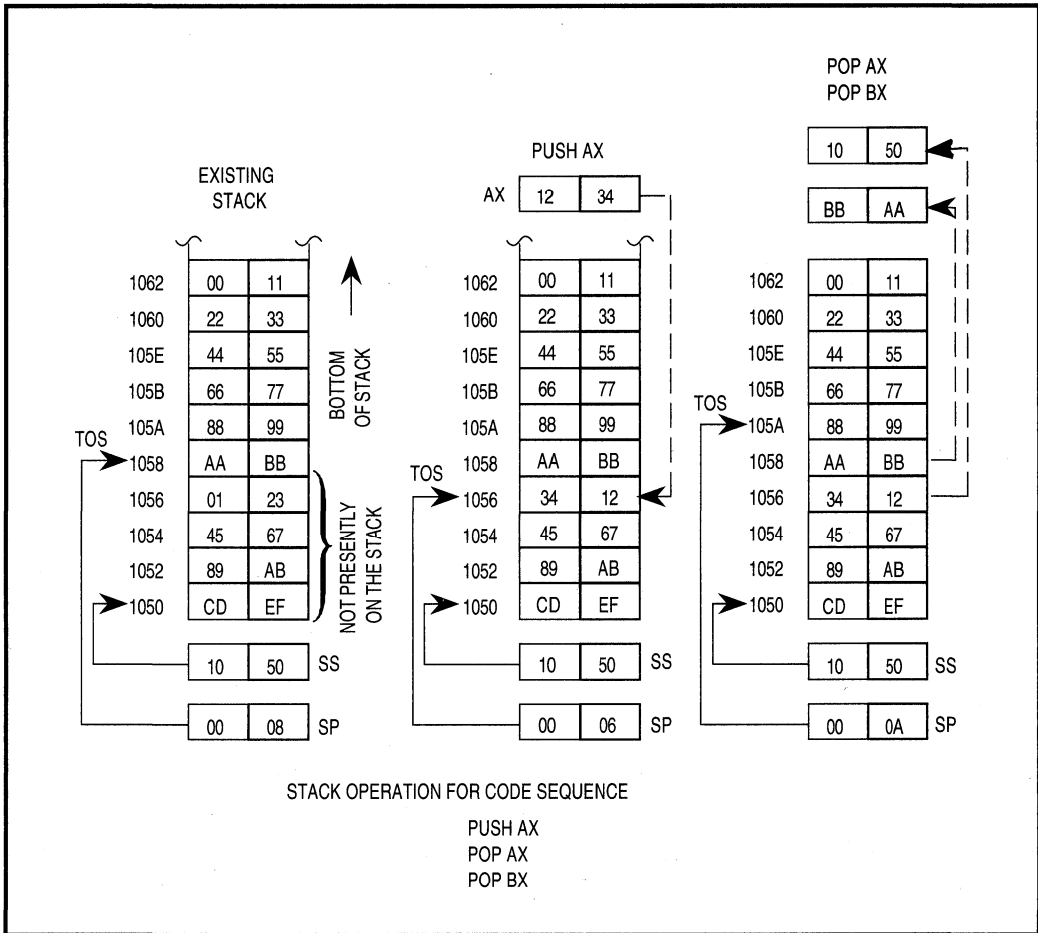 POP AX
POP BX
10 50
BB AA
PUSH AX
AX 12 34
EXISTING
STACK
1062 00 11
1060 22 33
105E 44 55
105B 66 77
105A 88 99
TOS
1058 AA BB
1056 01 23
1054 45 67
1052 89 AB
1050 CD EF
10 50 SS
00 08 SP
BOTTOM
OF STACK
NOT PRESENTLY
ON THE STACK
1062 00 11
1060 22 33
105E 44 55
105B 66 77
105A 88 99
1058 AA BB
TOS
1056 34 12
1054 45 67
1052 89 AB
1050 CD EF
10 50 SS
00 06 SP
1062 00 11
1060 22 33
105E 44 55
105B 66 77
TOS
105A 88 99
1058 AA BB
1056 34 12
1054 45 67
1052 89 AB
1050 CD EF
10 50 SS
00 0A SP
STACK OPERATION FOR CODE SEQUENCE
PUSH AX
POP AX
POP BX